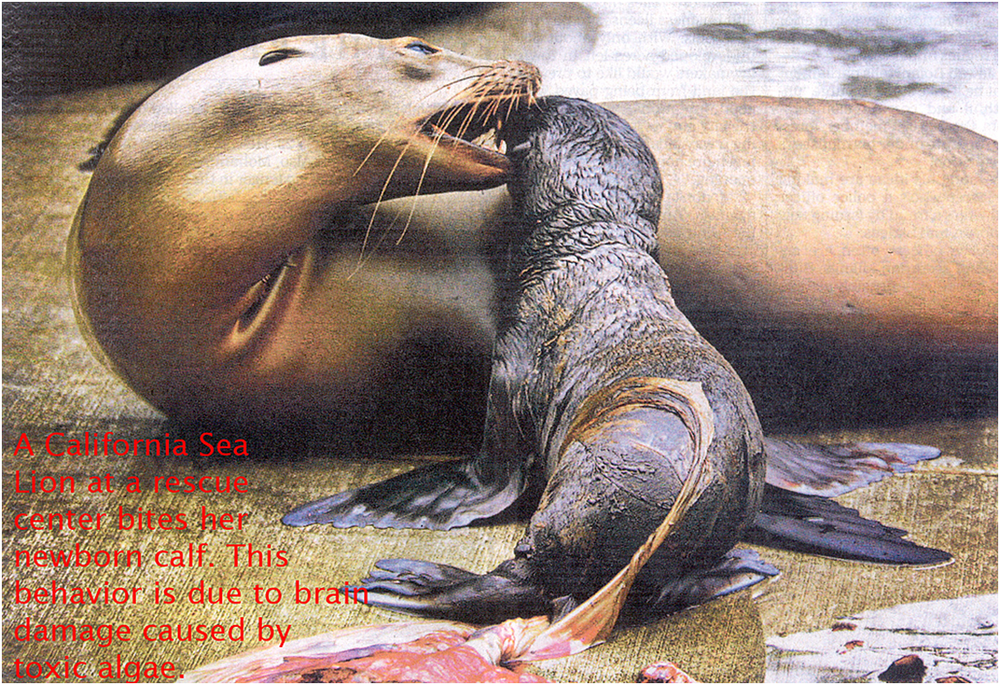 A California Sea
Lion at a rescue
center bites her
newborn calf. This
behavior is due to brain
damage caused by
toxic algae.